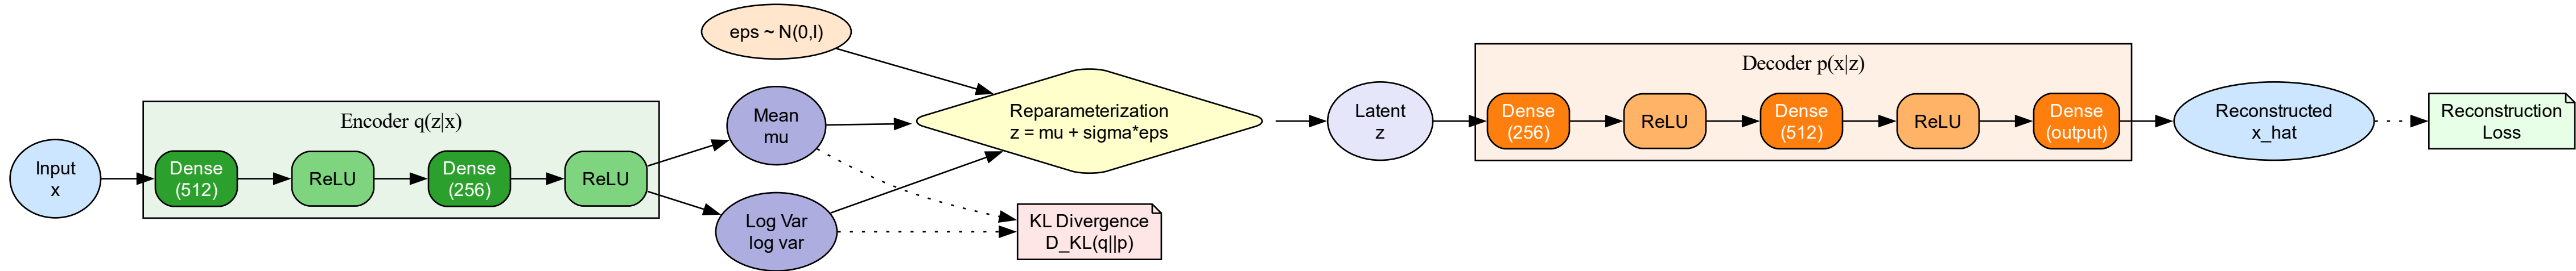 Input
x
Encoder q(z|x)
Dense
(512)
ReLU
Dense
(256)
ReLU
eps ~ N(0,I)
Mean
mu
Log Var
log var
Reparameterization
z = mu + sigma*eps
KL Divergence
D_KL(q||p)
Latent
z
Decoder p(x|z)
Dense
(256)
ReLU
Dense
(512)
ReLU
Dense
(output)
Reconstructed
x_hat
Reconstruction
Loss